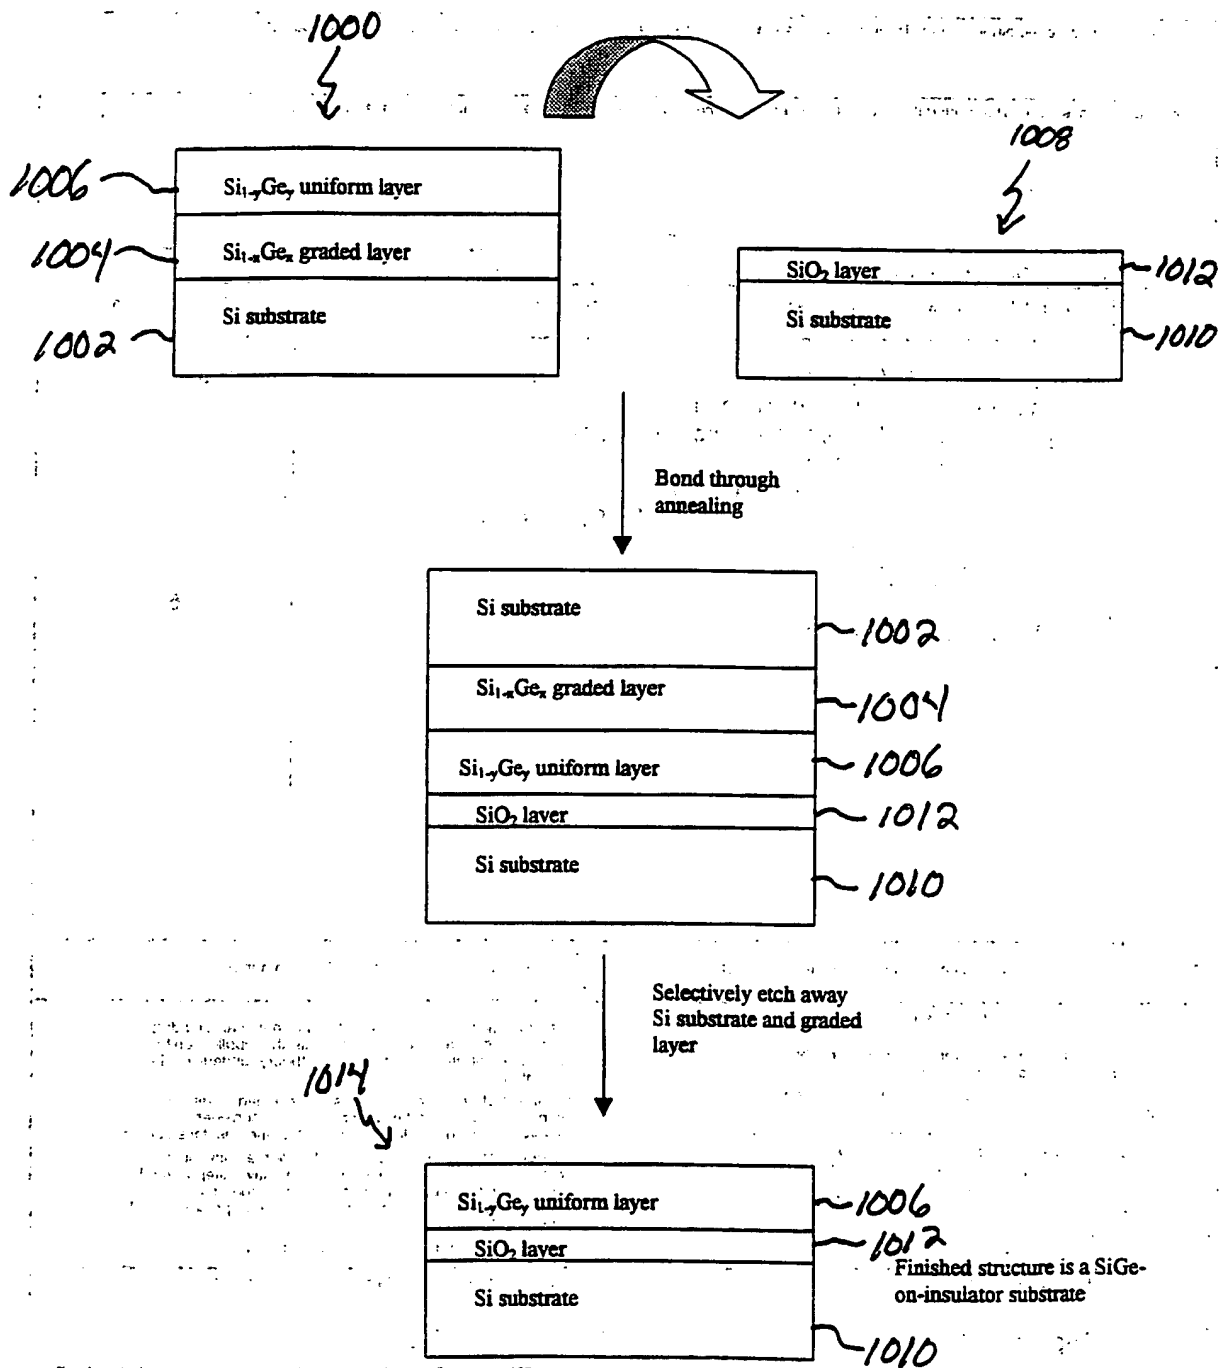 1000
1008
1006
Si₁₋yGey uniform layer
1004
Si₁₋ₓGeₓ graded layer
Si substrate
1002
SiO₂ layer
1012
Si substrate
1010
Bond through
annealing
Si substrate
1002
Si₁₋ₓGeₓ graded layer
1004
Si₁₋yGey uniform layer
1006
SiO₂ layer
1012
Si substrate
1010
Selectively etch away
Si substrate and graded
layer
1014
Si₁₋yGey uniform layer
1006
SiO₂ layer
1012
Finished structure is a SiGe-
on-insulator substrate
Si substrate
1010